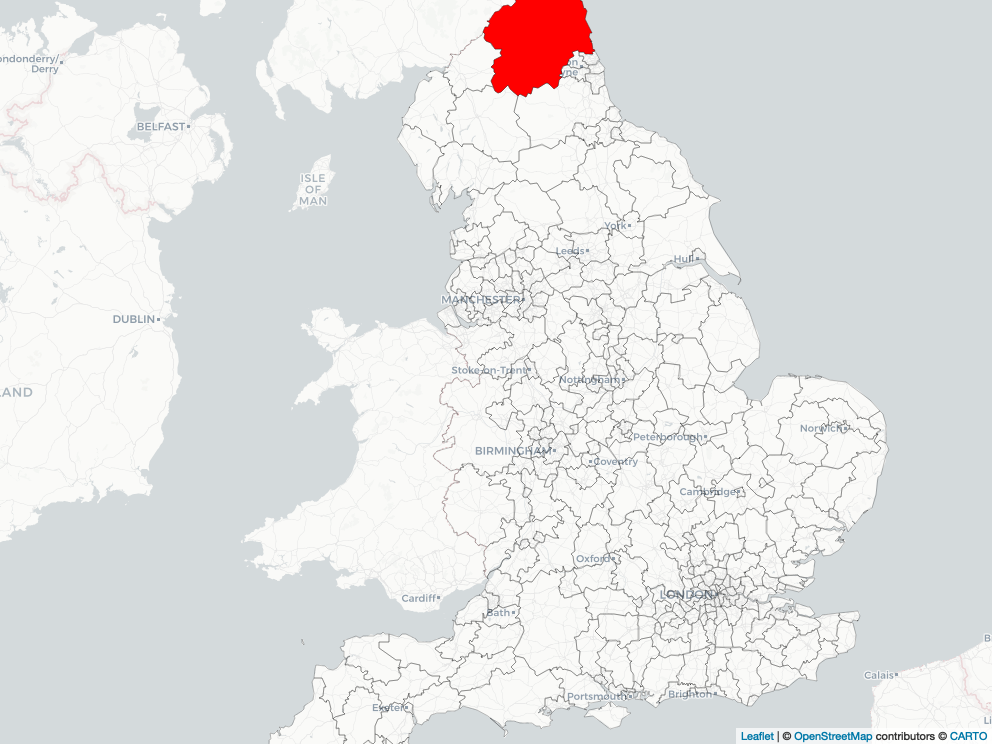 ondonderry/
Derry
on
yne
BELFAST
ISLE
OF
MAN
York
Leeds
Hull
MANCHESTER
DUBLIN
Stoke-on-Trent
Nottingham
LAND
Norwich
Peterborough
BIRMINGHAM
Coventry
Cambridge
Oxford
LONDON
Cardiff
Bath
B
Calais
Portsmouth
Brighton
Exeter
Li
Leaflet | © OpenStreetMap contributors © CARTO